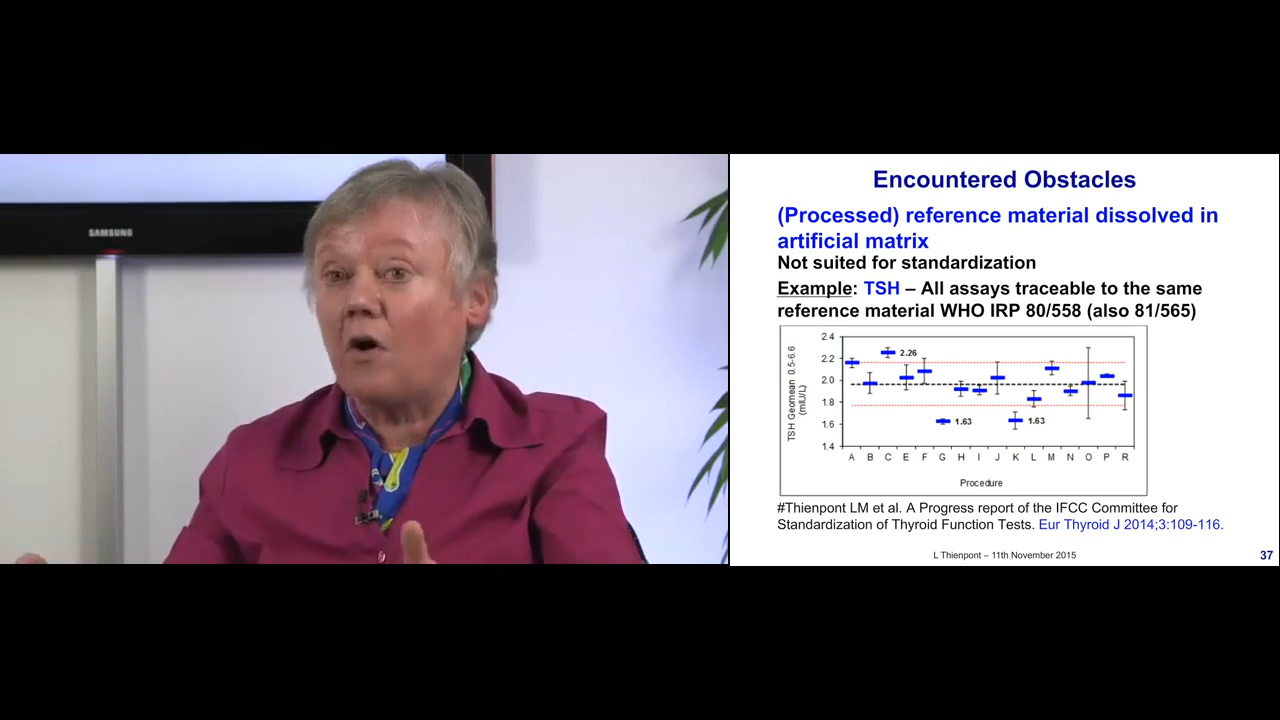 SAMSUNG
Encountered Obstacles
(Processed) reference material dissolved in
artificial matrix
Not suited for standardization
Example: TSH – All assays traceable to the same
reference material WHO IRP 80/558 (also 81/565)
TSH Geomean 0.5-6.6
(mIU/L)
2.4
2.2
2.0
1.8
1.6
1.4
2.26
1.63
1.63
A B C E F G H I J K L M N O P R
Procedure
#Thienpont LM et al. A Progress report of the IFCC Committee for
Standardization of Thyroid Function Tests. Eur Thyroid J 2014;3:109-116.
L Thienpont – 11th November 2015
37